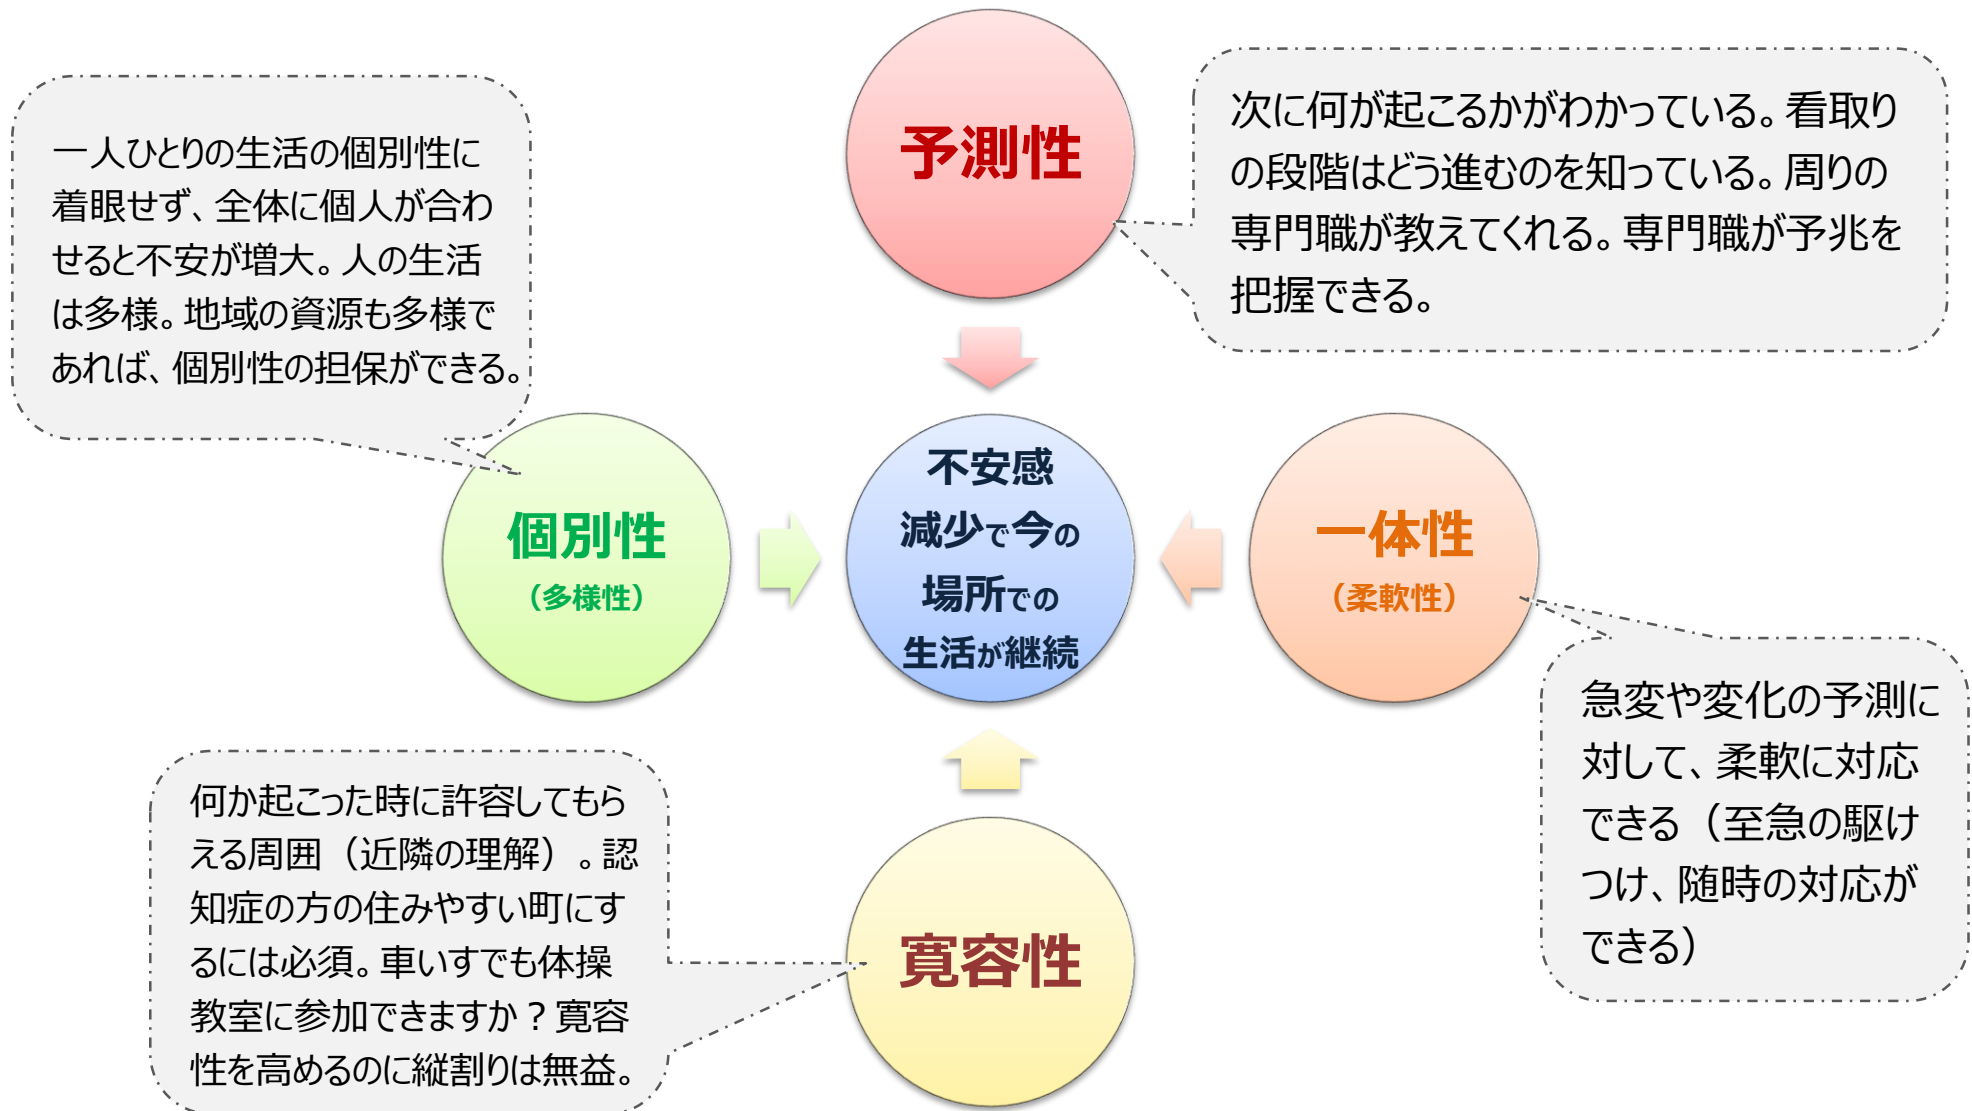 予測性
次に何が起こるかがわかっている。看取り
の段階はどう進むのを知っている。周りの
専門職が教えてくれる。専門職が予兆を
把握できる。
一人ひとりの生活の個別性に
着眼せず、全体に個人が合わ
せると不安が増大。人の生活
は多様。地域の資源も多様で
あれば、個別性の担保ができる。
個別性
（多様性）
不安感
減少で今の
場所での
生活が継続
一体性
（柔軟性）
急変や変化の予測に
対して、柔軟に対応
できる（至急の駆け
つけ、随時の対応が
できる）
何か起こった時に許容してもら
える周囲（近隣の理解）。認
知症の方の住みやすい町にす
るには必須。車いすでも体操
教室に参加できますか？寛容
性を高めるのに縦割りは無益。
寛容性